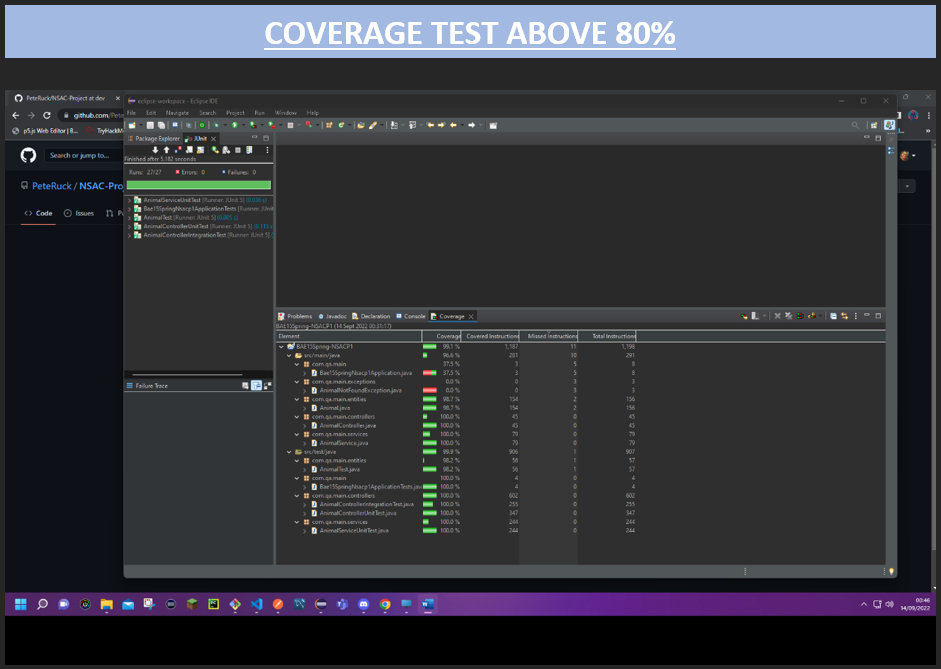 COVERAGE TEST ABOVE 80%
PeteRuck/NSAC-Project at dev
eclipse-workspace - Eclipse IDE
File Edit Navigate Search Project Run Window Help
github.com/Pete
p5.js Web Editor | B...
TryHackM
Package Explorer JUnit
Finished after 5.182 seconds
Runs: 27/27 Errors: 0 Failures: 0
Search or jump to...
PeteRuck / NSAC-Pro
Code Issues
AnimalServiceUnitTest [Runner: JUnit 5]
Bae15SpringNsacp1ApplicationTests [Runner: JUnit
AnimalTest [Runner: JUnit 5]
AnimalControllerUnitTest [Runner: JUnit 5]
AnimalControllerIntegrationTest [Runner: JUnit 5]
Failure Trace
Problems Javadoc Declaration Console Coverage
BAE15Spring-NSACP1 (14 Sept 2022 00:31:17)
Element Coverage Covered Instructions Missed Instructions Total Instructions
BAE15Spring-NSACP1 99.1 % 1,187 11 1,198
src/main/java 96.6 % 281 10 291
com.qa.main 37.5 % 3 5 8
Bae15SpringNsacp1Application.java 37.5 % 3 5 8
com.qa.main.exceptions 0.0 % 0 3 3
AnimalNotFoundException.java 0.0 % 0 3 3
com.qa.main.entities 98.7 % 154 2 156
Animal.java 98.7 % 154 2 156
com.qa.main.controllers 100.0 % 45 0 45
AnimalController.java 100.0 % 45 0 45
com.qa.main.services 100.0 % 79 0 79
AnimalService.java 100.0 % 79 0 79
src/test/java 99.9 % 906 1 907
com.qa.main.entities 98.2 % 56 1 57
AnimalTest.java 98.2 % 56 1 57
com.qa.main 100.0 % 4 0 4
Bae15SpringNsacp1ApplicationTests.java 100.0 % 4 0 4
com.qa.main.controllers 100.0 % 602 0 602
AnimalControllerIntegrationTest.java 100.0 % 255 0 255
AnimalControllerUnitTest.java 100.0 % 347 0 347
com.qa.main.services 100.0 % 244 0 244
AnimalServiceUnitTest.java 100.0 % 244 0 244
00:46
14/09/2022